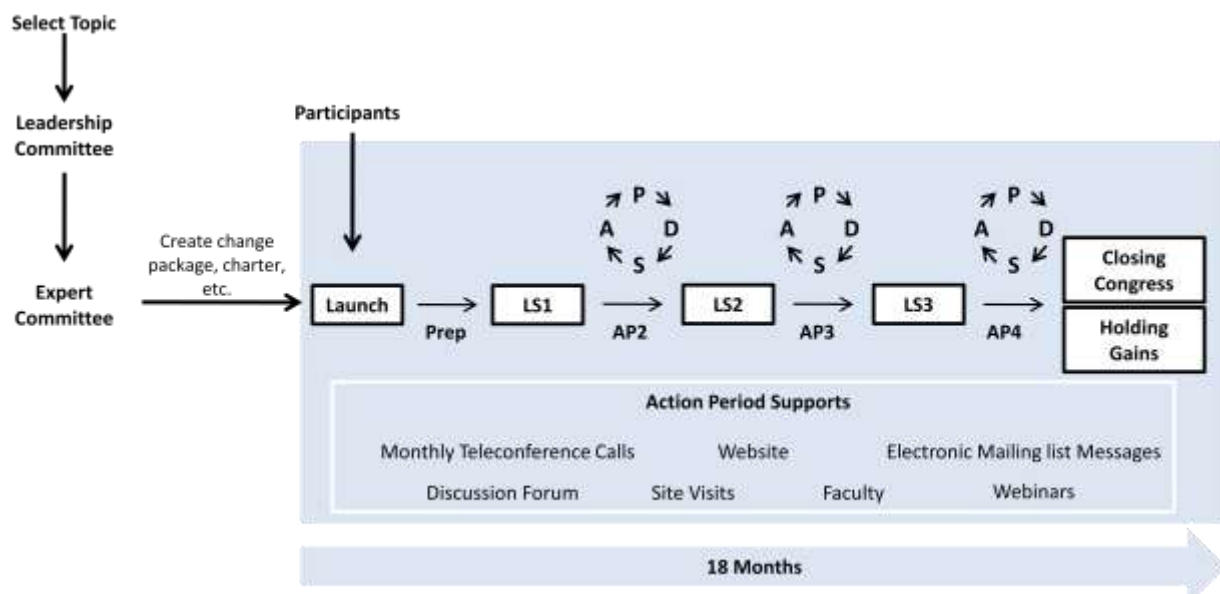 Select Topic
Leadership
Committee
Expert
Committee
Create change
package, charter,
etc.
Participants
P
A D
S
P
A D
S
P
A D
S
Launch
Prep
LS1
AP2
LS2
AP3
LS3
AP4
Closing
Congress
Holding
Gains
Action Period Supports
Monthly Teleconference Calls Website Electronic Mailing list Messages
Discussion Forum Site Visits Faculty Webinars
18 Months